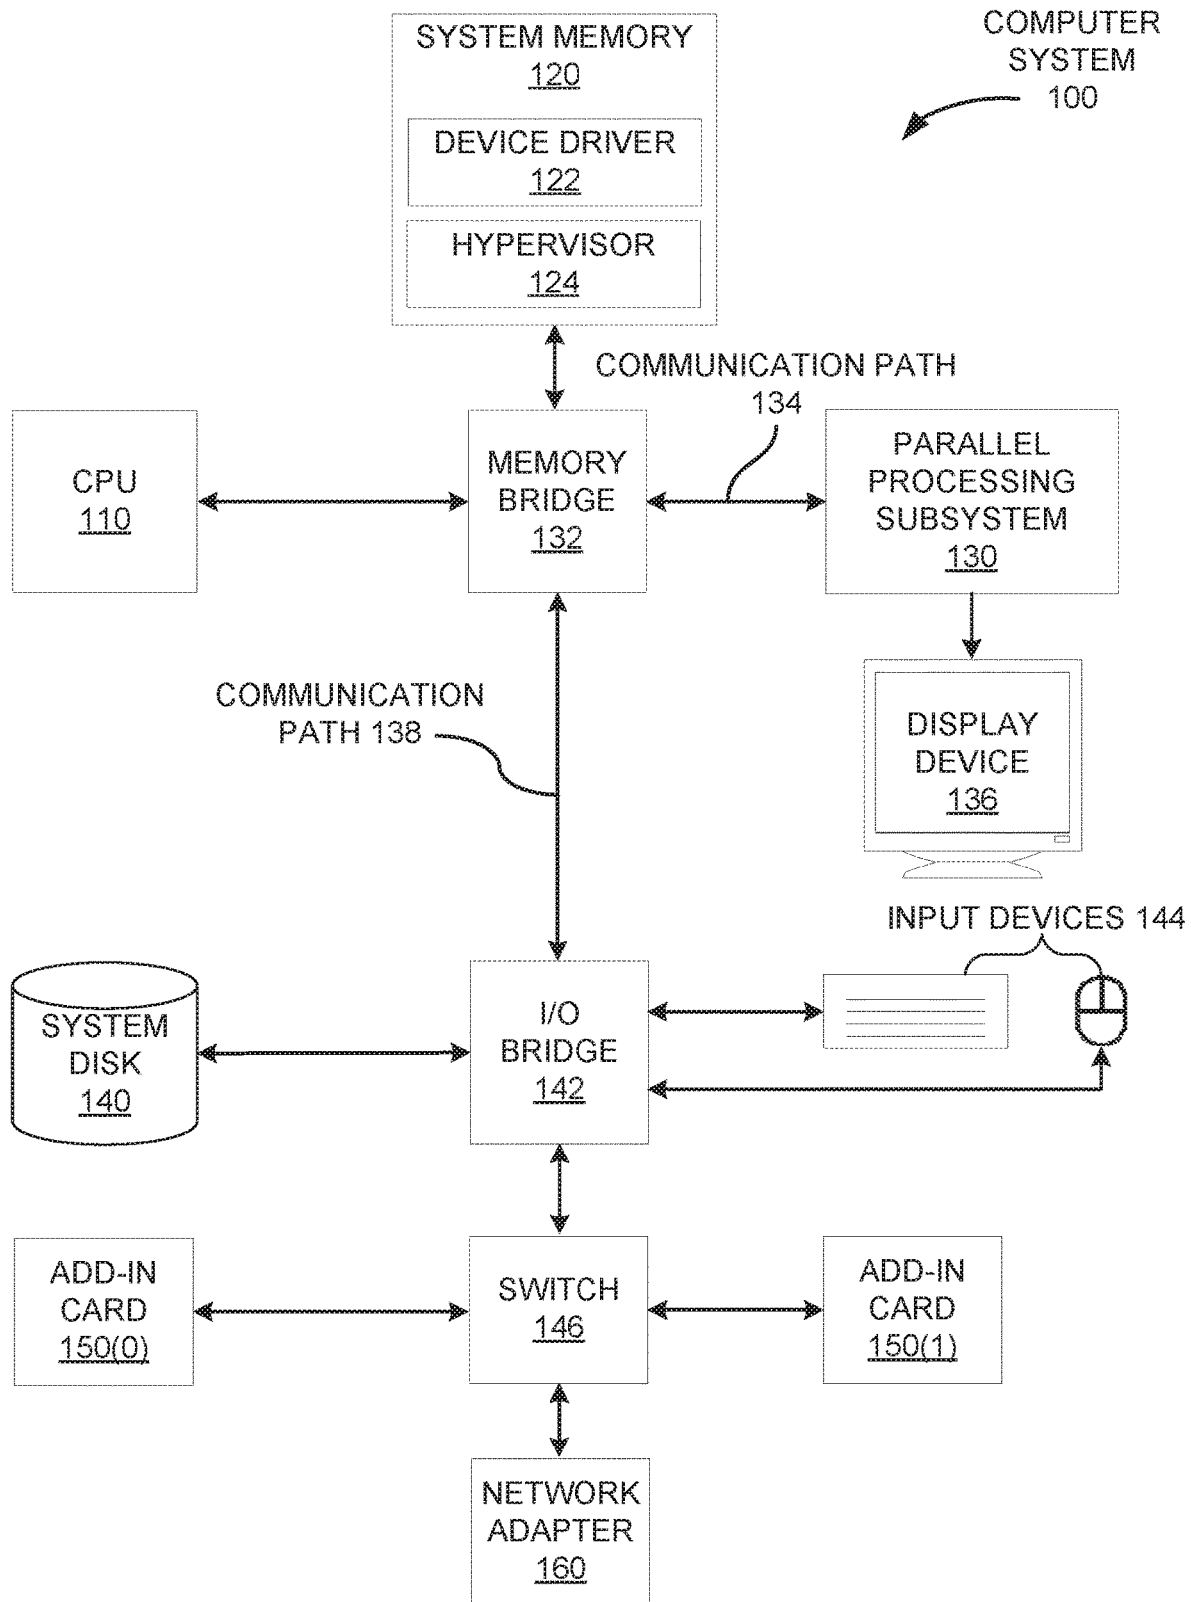 COMPUTER
SYSTEM
100
SYSTEM MEMORY
120
DEVICE DRIVER
122
HYPERVISOR
124
COMMUNICATION PATH
134
CPU
110
MEMORY
BRIDGE
132
PARALLEL
PROCESSING
SUBSYSTEM
130
COMMUNICATION
PATH 138
DISPLAY
DEVICE
136
INPUT DEVICES 144
SYSTEM
DISK
140
I/O
BRIDGE
142
ADD-IN
CARD
150(0)
SWITCH
146
ADD-IN
CARD
150(1)
NETWORK
ADAPTER
160